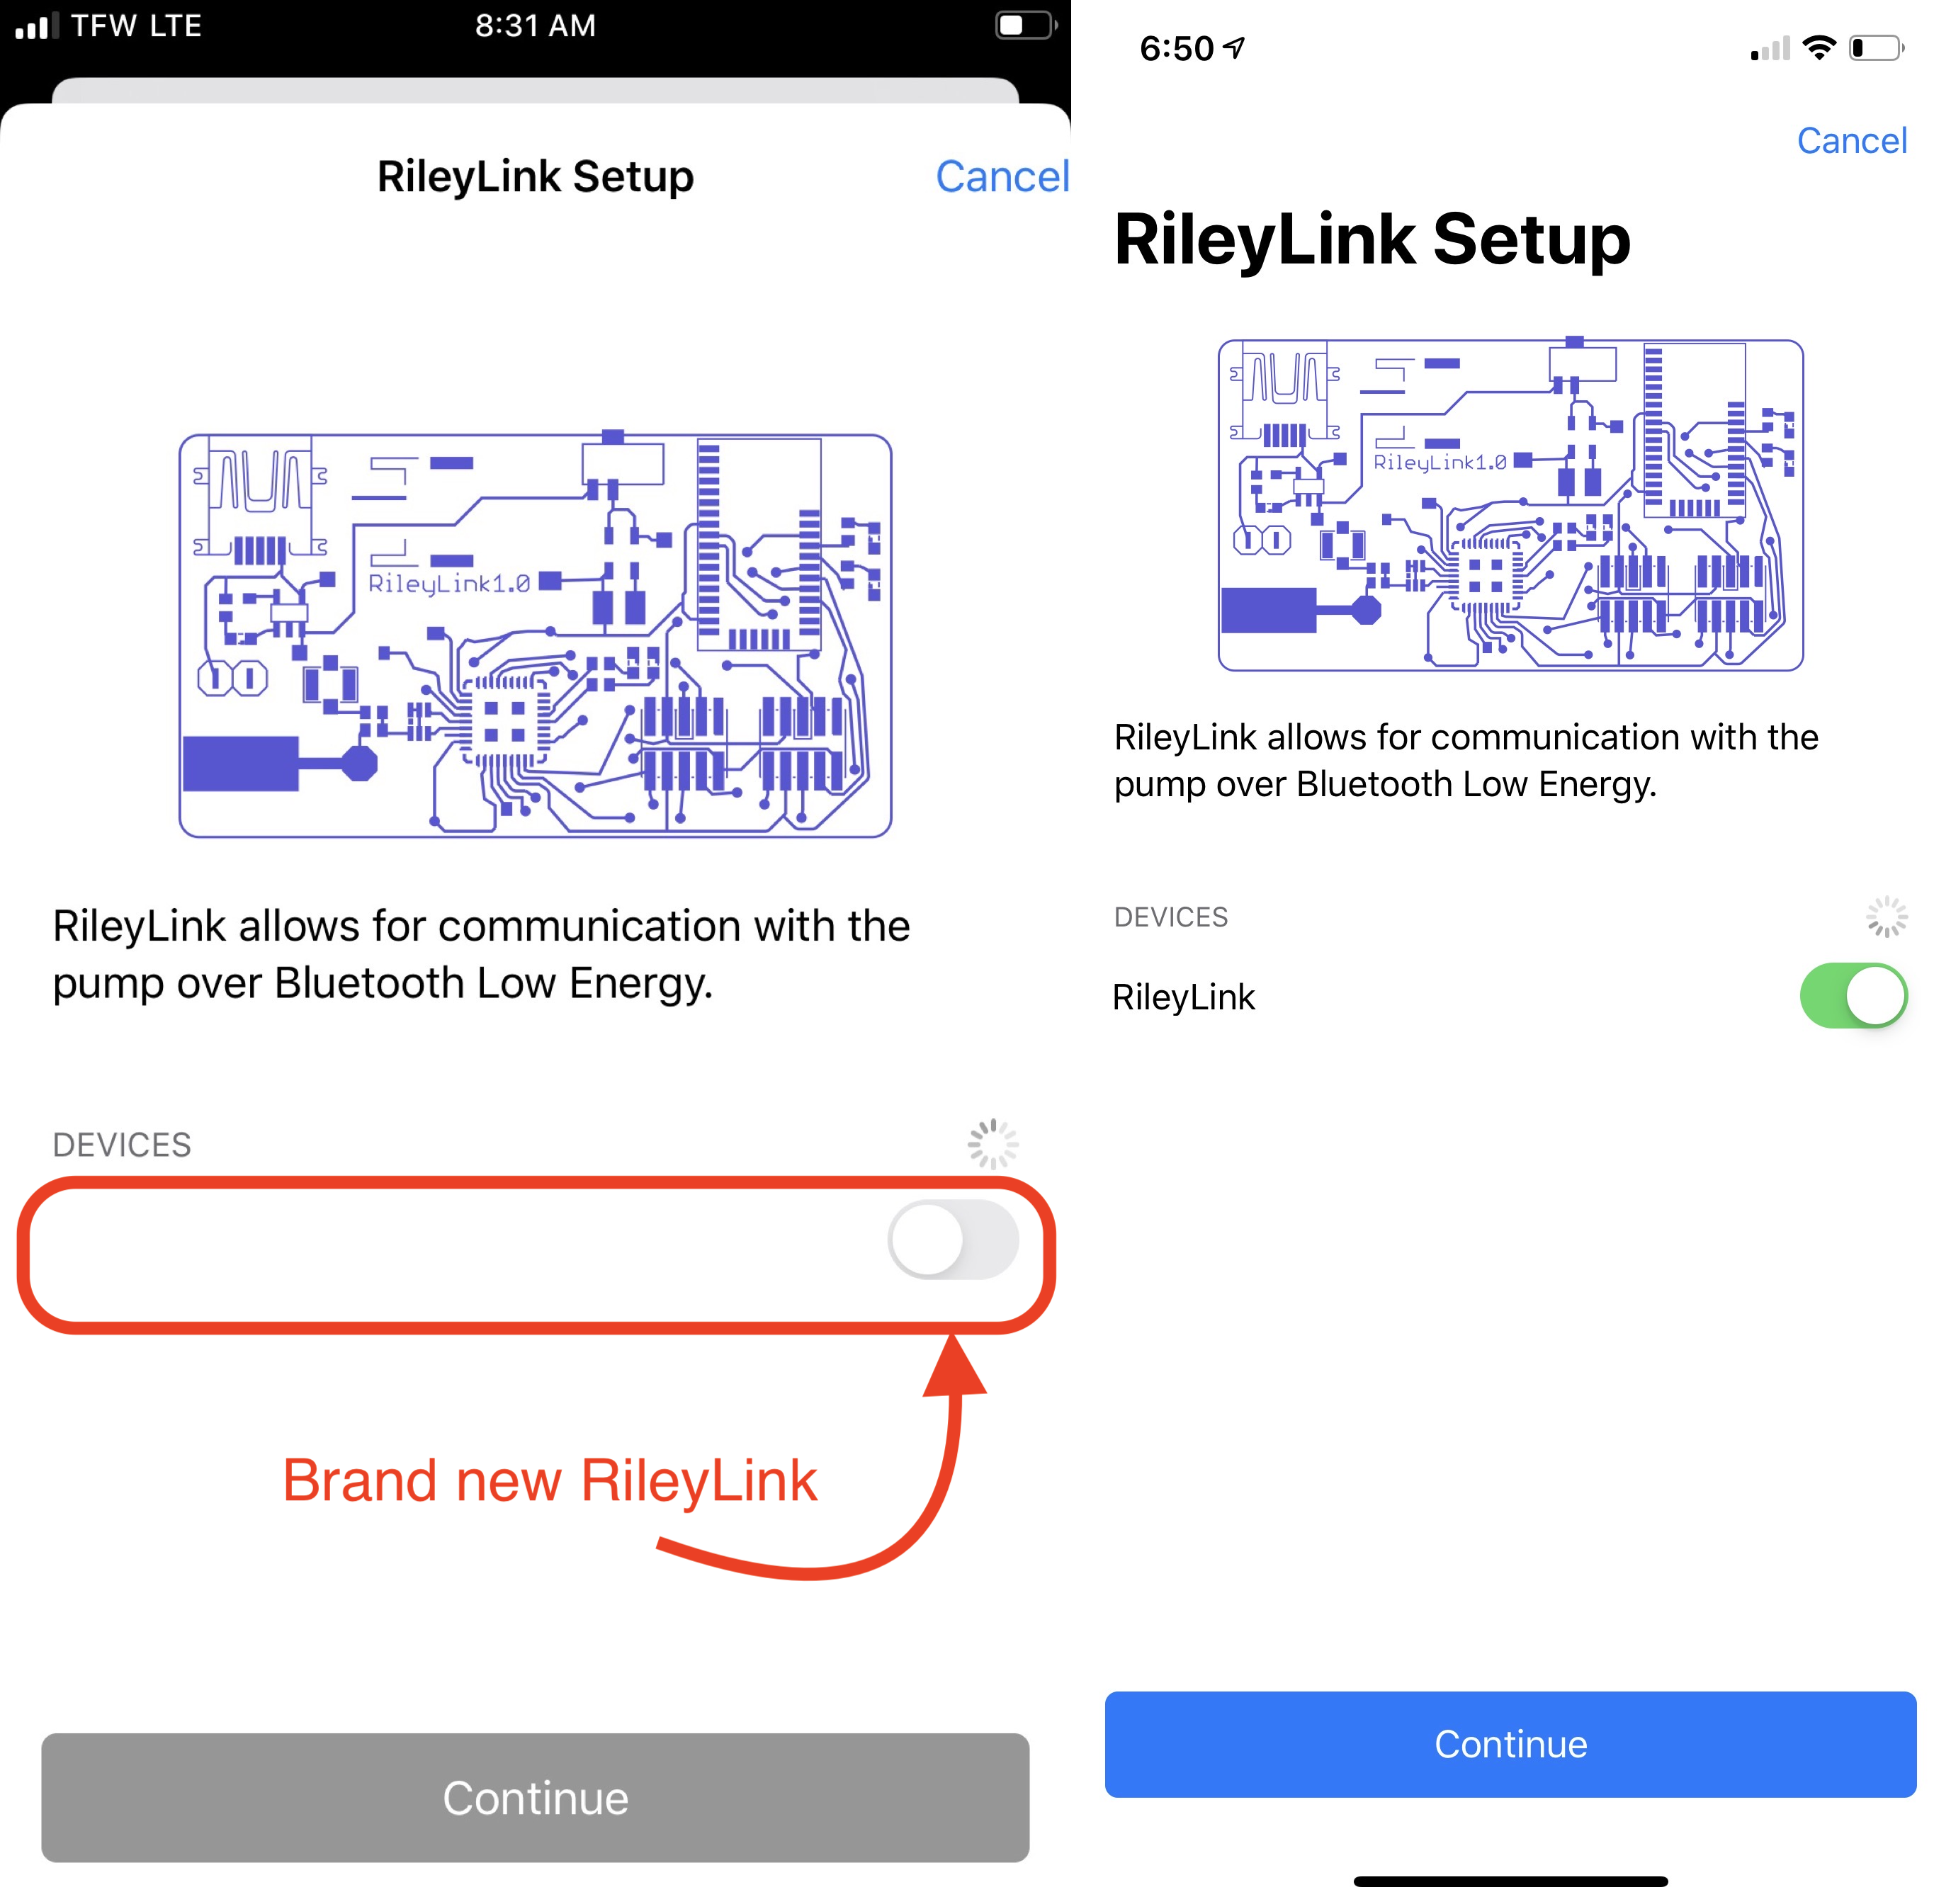 TFW LTE 8:31 AM
RileyLink Setup Cancel
RileyLink1.0
RileyLink allows for communication with the
pump over Bluetooth Low Energy.
DEVICES
Brand new RileyLink
Continue
6:50
Cancel
RileyLink Setup
RileyLink1.0
RileyLink allows for communication with the
pump over Bluetooth Low Energy.
DEVICES
RileyLink
Continue